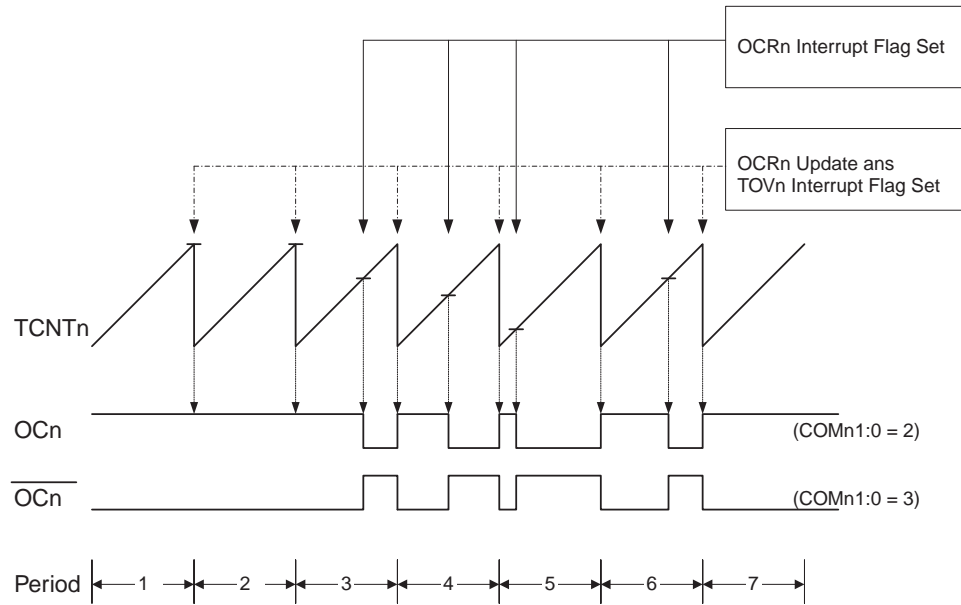 OCRn Interrupt Flag Set
OCRn Update ans
TOVn Interrupt Flag Set
TCNTn
OCn
(COMn1:0 = 2)
OCn
(COMn1:0 = 3)
Period
1
2
3
4
5
6
7